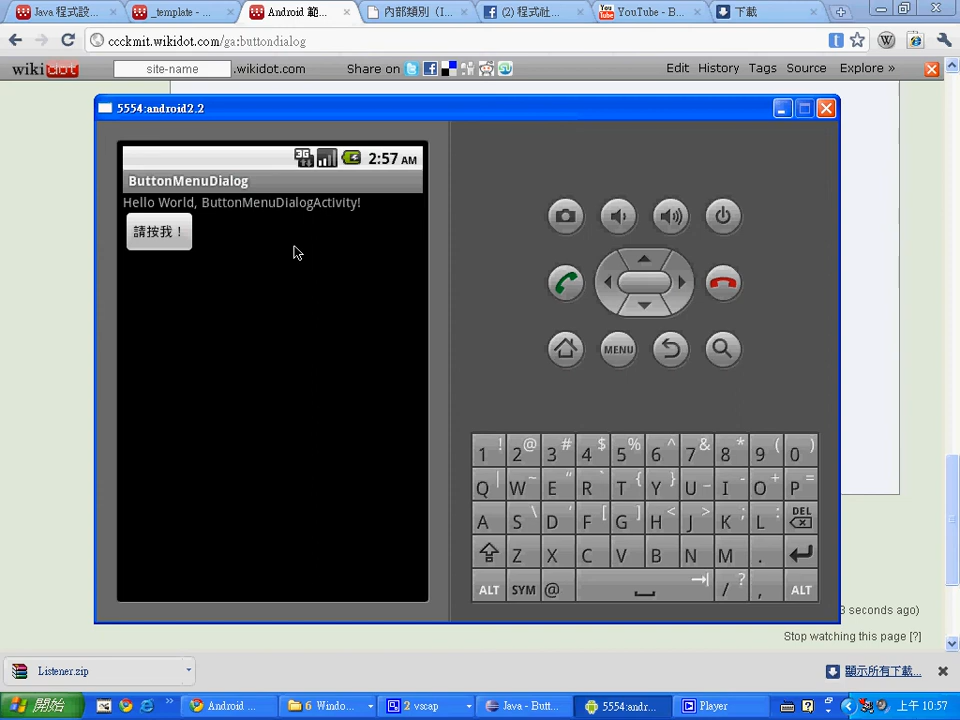 Java 程式設...
_template - ...
Android 範...
內部類別 (I...
(2) 程式社...
YouTube - B...
下載
ccckmit.wikidot.com/ga:buttondialog
wikidot
site-name
.wikidot.com
Share on
Edit
History
Tags
Source
Explore »
5554:android2.2
3G
2:57 AM
ButtonMenuDialog
Hello World, ButtonMenuDialogActivity!
請按我！
MENU
1 ! 2 @ 3 # 4 $ 5 % 6 ^ 7 & 8 * 9 ( 0 )
Q | W ~ E " R ` T { Y } U _ I - O + P =
A S \ D ' F [ G ] H < J > K ; L : DEL
Z X C V B N M .
ALT SYM @ / ? , ALT
3 seconds ago)
Stop watching this page [?]
Listener.zip
顯示所有下載...
開始
Android ...
6 Windo...
2 vscap
Java - Butt...
5554:andr...
Player
上午 10:57